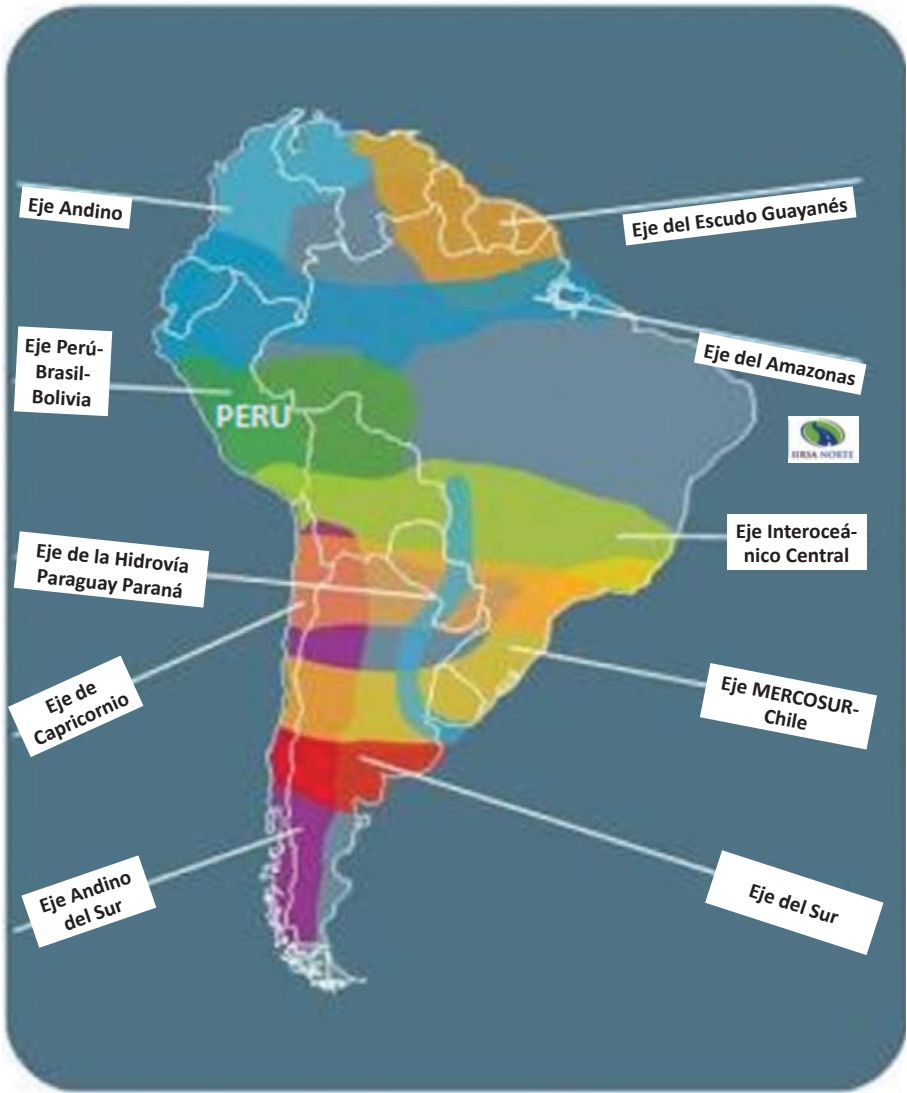 Eje Andino
Eje del Escudo Guayanés
Eje Perú-
Brasil-
Bolivia
Eje del Amazonas
PERU
IIRSA NORTE
Eje Interoceá-
nico Central
Eje de la Hidrovía
Paraguay Paraná
Eje de
Capricornio
Eje MERCOSUR-
Chile
Eje Andino
del Sur
Eje del Sur